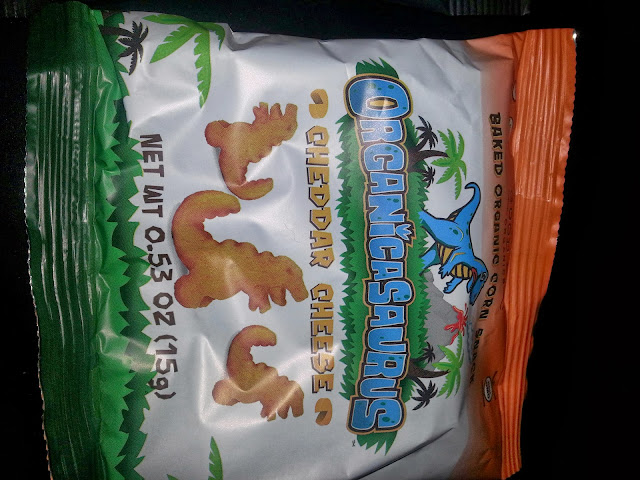 BAKED ORGANIC CORN
ORGANICASAURUS
CHEDDAR CHEESE
NET WT 0.53 OZ (15g)